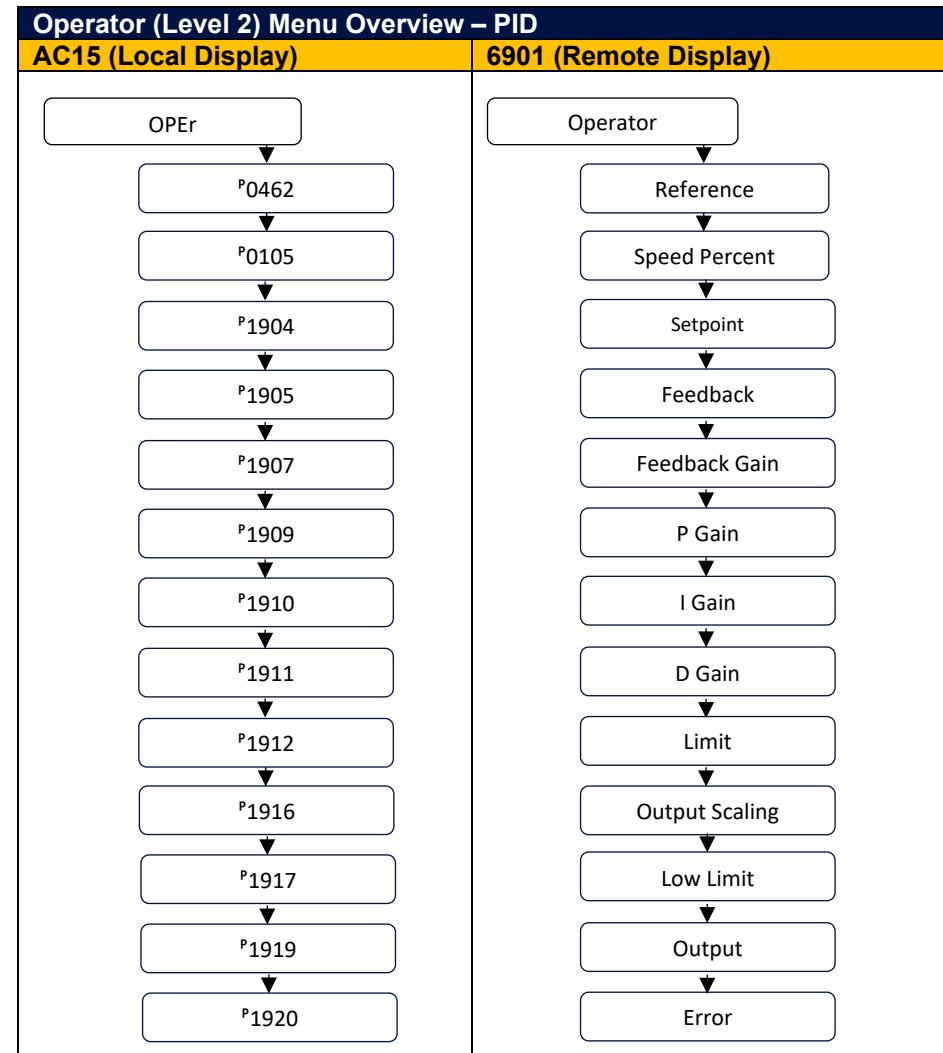 Operator (Level 2) Menu Overview – PID
AC15 (Local Display)
6901 (Remote Display)
OPEr
ᴾ0462
ᴾ0105
ᴾ1904
ᴾ1905
ᴾ1907
ᴾ1909
ᴾ1910
ᴾ1911
ᴾ1912
ᴾ1916
ᴾ1917
ᴾ1919
ᴾ1920
Operator
Reference
Speed Percent
Setpoint
Feedback
Feedback Gain
P Gain
I Gain
D Gain
Limit
Output Scaling
Low Limit
Output
Error